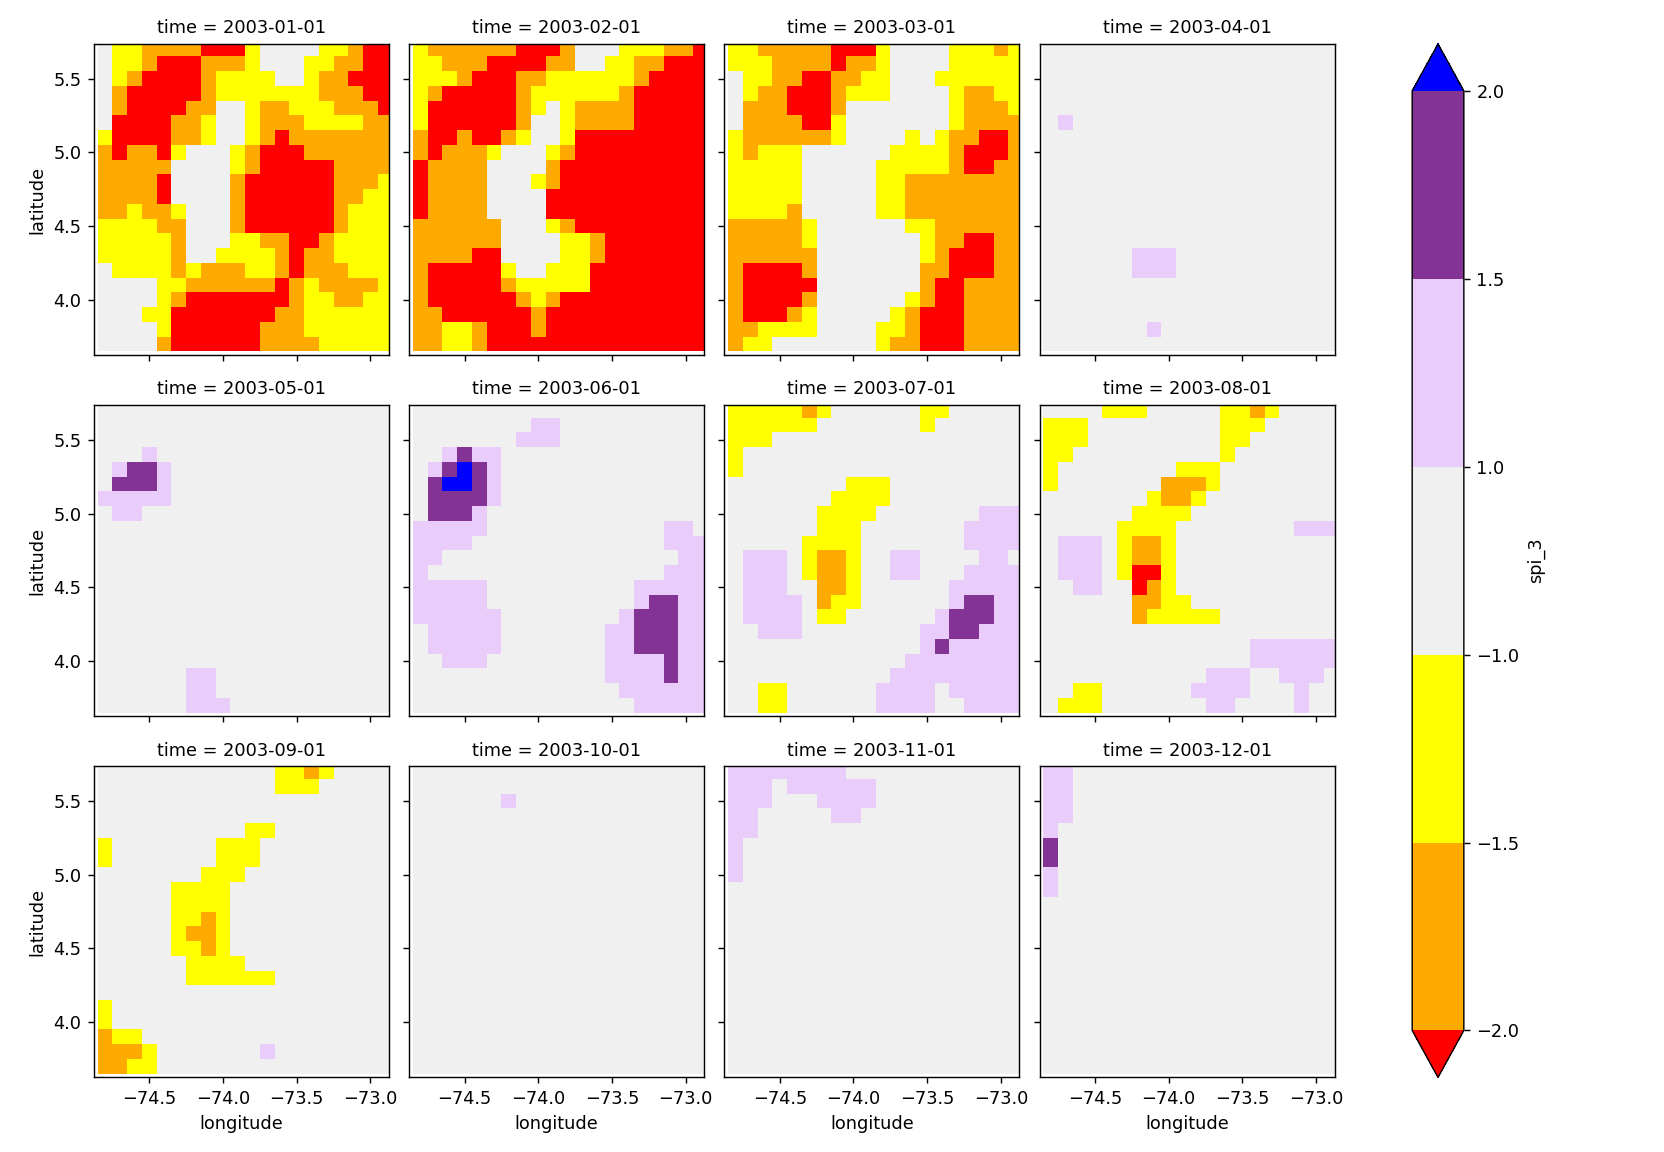 time = 2003-01-01
time = 2003-02-01
time = 2003-03-01
time = 2003-04-01
latitude
5.5
5.0
4.5
4.0
time = 2003-05-01
time = 2003-06-01
time = 2003-07-01
time = 2003-08-01
latitude
5.5
5.0
4.5
4.0
time = 2003-09-01
time = 2003-10-01
time = 2003-11-01
time = 2003-12-01
latitude
5.5
5.0
4.5
4.0
−74.5 −74.0 −73.5 −73.0
−74.5 −74.0 −73.5 −73.0
−74.5 −74.0 −73.5 −73.0
−74.5 −74.0 −73.5 −73.0
longitude
longitude
longitude
longitude
2.0
1.5
1.0
−1.0
−1.5
−2.0
spi_3